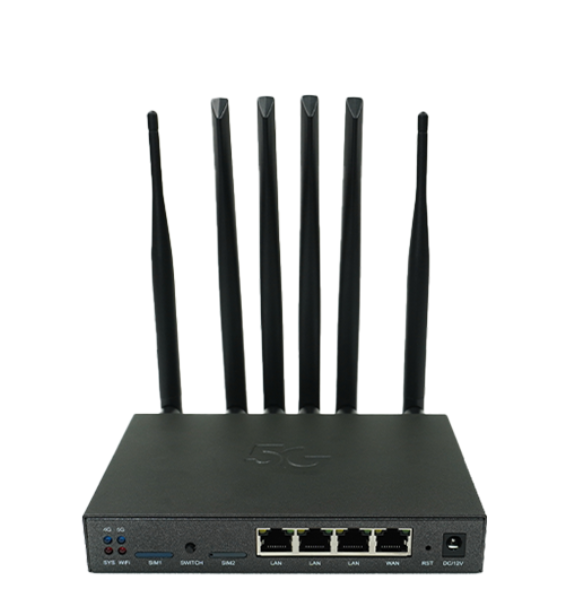 5G
4G 5G
SYS WIFI SIM1 SWITCH SIM2 LAN LAN LAN WAN RST DC/12V